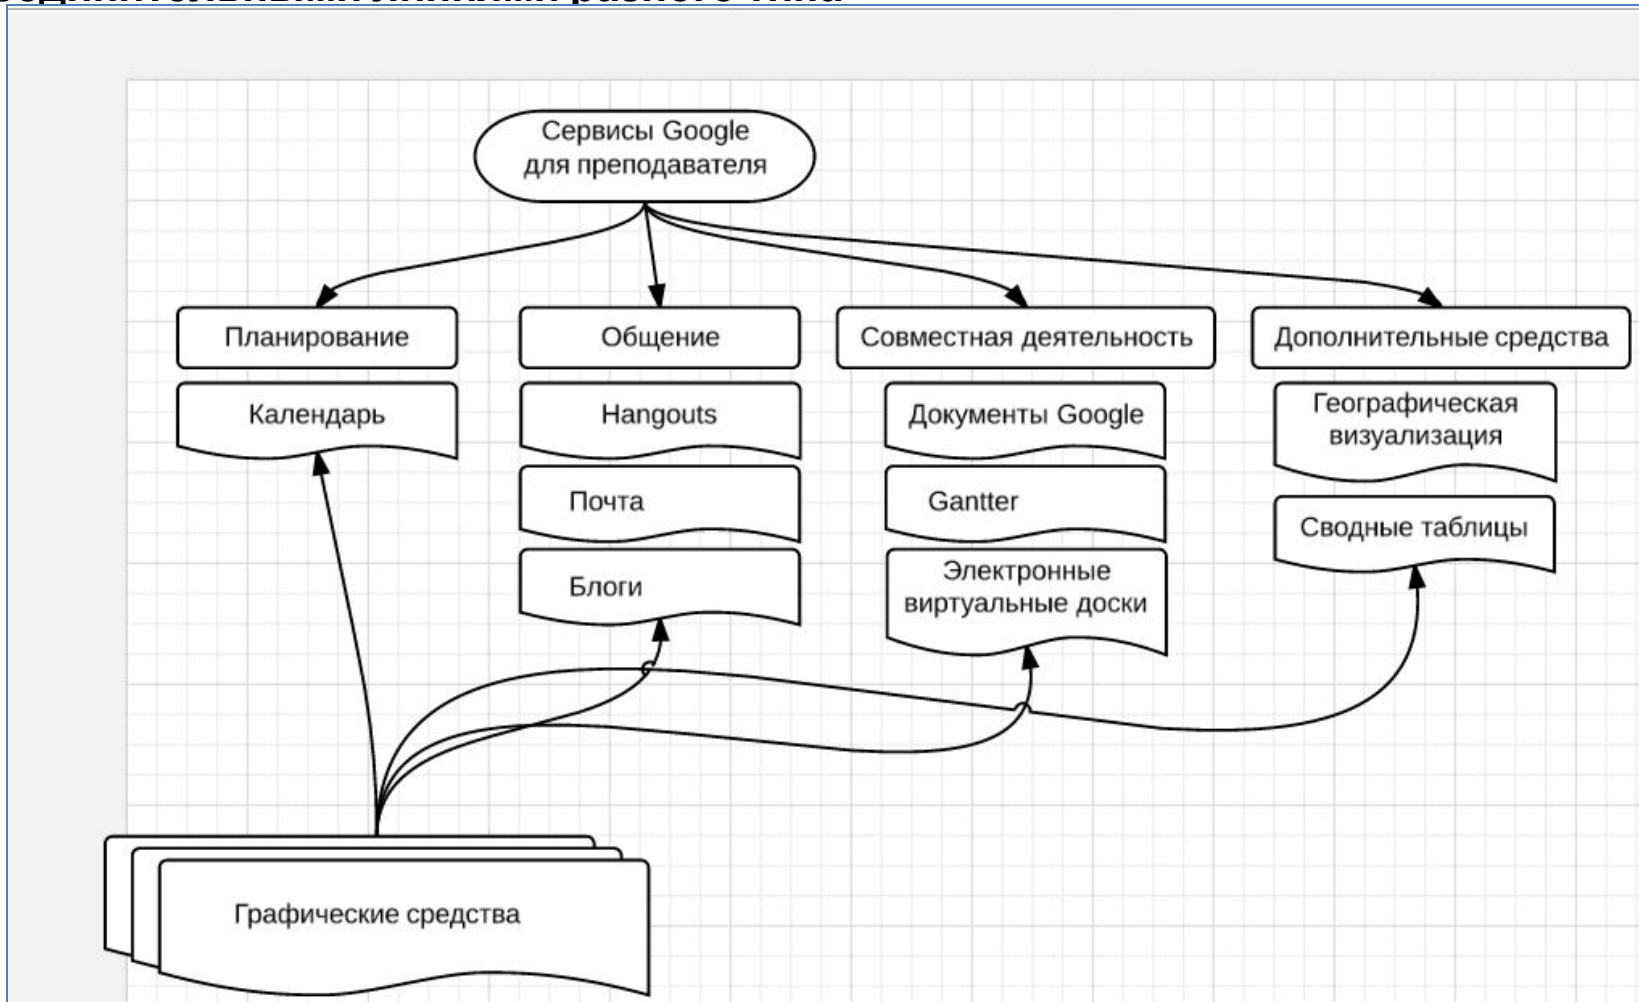 Сервисы Google
для преподавателя
Планирование
Общение
Совместная деятельность
Дополнительные средства
Календарь
Hangouts
Документы Google
Географическая
визуализация
Почта
Gantter
Сводные таблицы
Блоги
Электронные
виртуальные доски
Графические средства